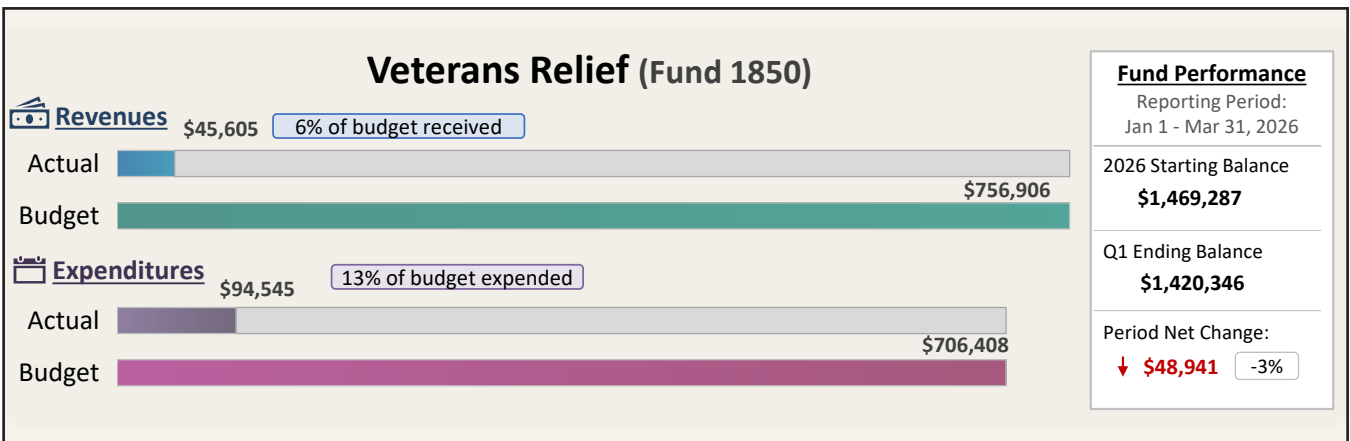 Veterans Relief (Fund 1850)
Revenues
$45,605
6% of budget received
Actual
$756,906
Budget
Expenditures
$94,545
13% of budget expended
Actual
$706,408
Budget
Fund Performance
Reporting Period:
Jan 1 - Mar 31, 2026
2026 Starting Balance
$1,469,287
Q1 Ending Balance
$1,420,346
Period Net Change:
$48,941 -3%